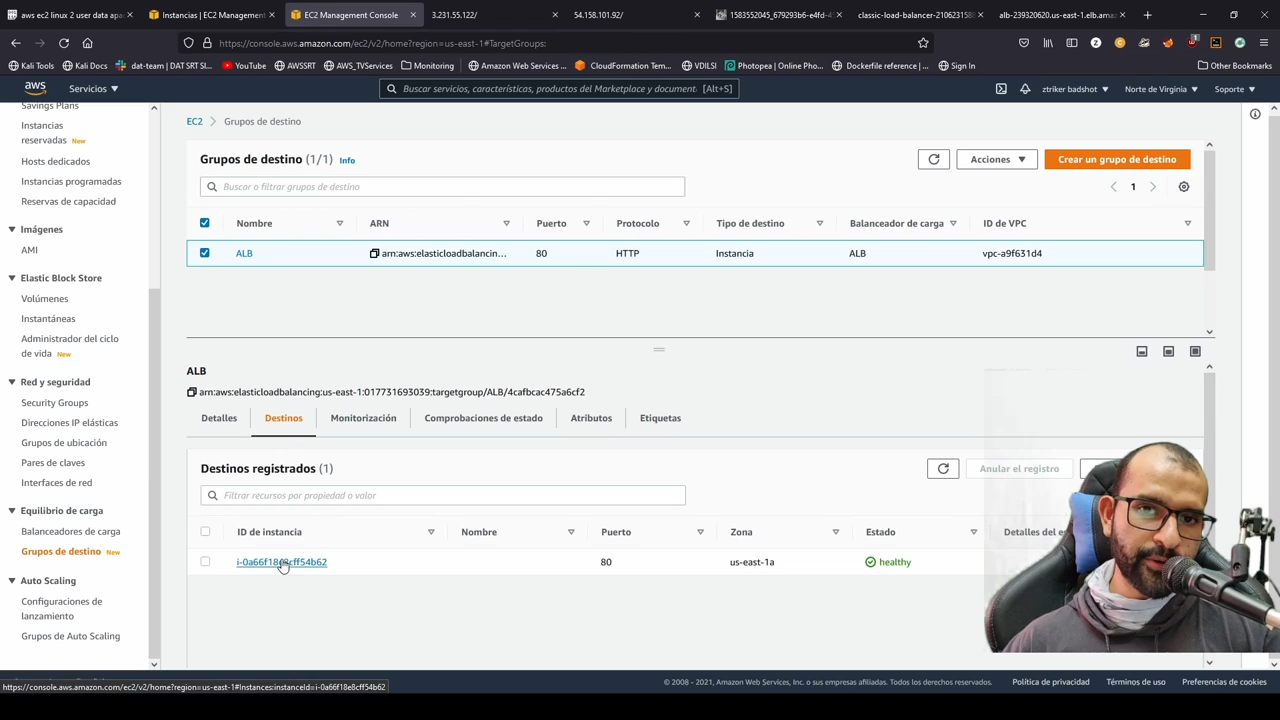 aws ec2 linux 2 user data apa
Instancias | EC2 Managemen
EC2 Management Console
3.231.55.122/
54.158.101.92/
1583552045_679293b6-e4fd-43
classic-load-balancer-210623158
alb-239320620.us-east-1.elb.amaz
https://console.aws.amazon.com/ec2/v2/home?region=us-east-1#TargetGroups:
Kali Tools
Kali Docs
dat-team | DAT SRT SI...
YouTube
AWSSRT
AWS_TVServices
Monitoring
Amazon Web Services ...
CloudFormation Tem...
VDILSI
Photopea | Online Pho...
Dockerfile reference | ...
Sign In
Other Bookmarks
aws
Servicios
Buscar servicios, características, productos del Marketplace y document
[Alt+S]
ztriker badshot
Norte de Virginia
Soporte
Savings Plans
Instancias
reservadas New
Hosts dedicados
Instancias programadas
Reservas de capacidad
Imágenes
AMI
Elastic Block Store
Volúmenes
Instantáneas
Administrador del ciclo
de vida New
Red y seguridad
Security Groups
Direcciones IP elásticas
Grupos de ubicación
Pares de claves
Interfaces de red
Equilibrio de carga
Balanceadores de carga
Grupos de destino New
Auto Scaling
Configuraciones de
lanzamiento
Grupos de Auto Scaling
EC2 > Grupos de destino
Grupos de destino (1/1) Info
Acciones
Crear un grupo de destino
Buscar o filtrar grupos de destino
1
Nombre ARN Puerto Protocolo Tipo de destino Balanceador de carga ID de VPC
ALB arn:aws:elasticloadbalancin... 80 HTTP Instancia ALB vpc-a9f631d4
ALB
arn:aws:elasticloadbalancing:us-east-1:017731693039:targetgroup/ALB/4cafbcac475a6cf2
Detalles Destinos Monitorización Comprobaciones de estado Atributos Etiquetas
Destinos registrados (1)
Anular el registro
Filtrar recursos por propiedad o valor
ID de instancia Nombre Puerto Zona Estado Detalles del e
i-0a66f18e8cff54b62 80 us-east-1a healthy
https://console.aws.amazon.com/ec2/v2/home?region=us-east-1#Instances:instanceId=i-0a66f18e8cff54b62
© 2008 - 2021, Amazon Web Services, Inc. o sus empresas afiliadas. Todos los derechos reservados.
Política de privacidad
Términos de uso
Preferencias de cookies